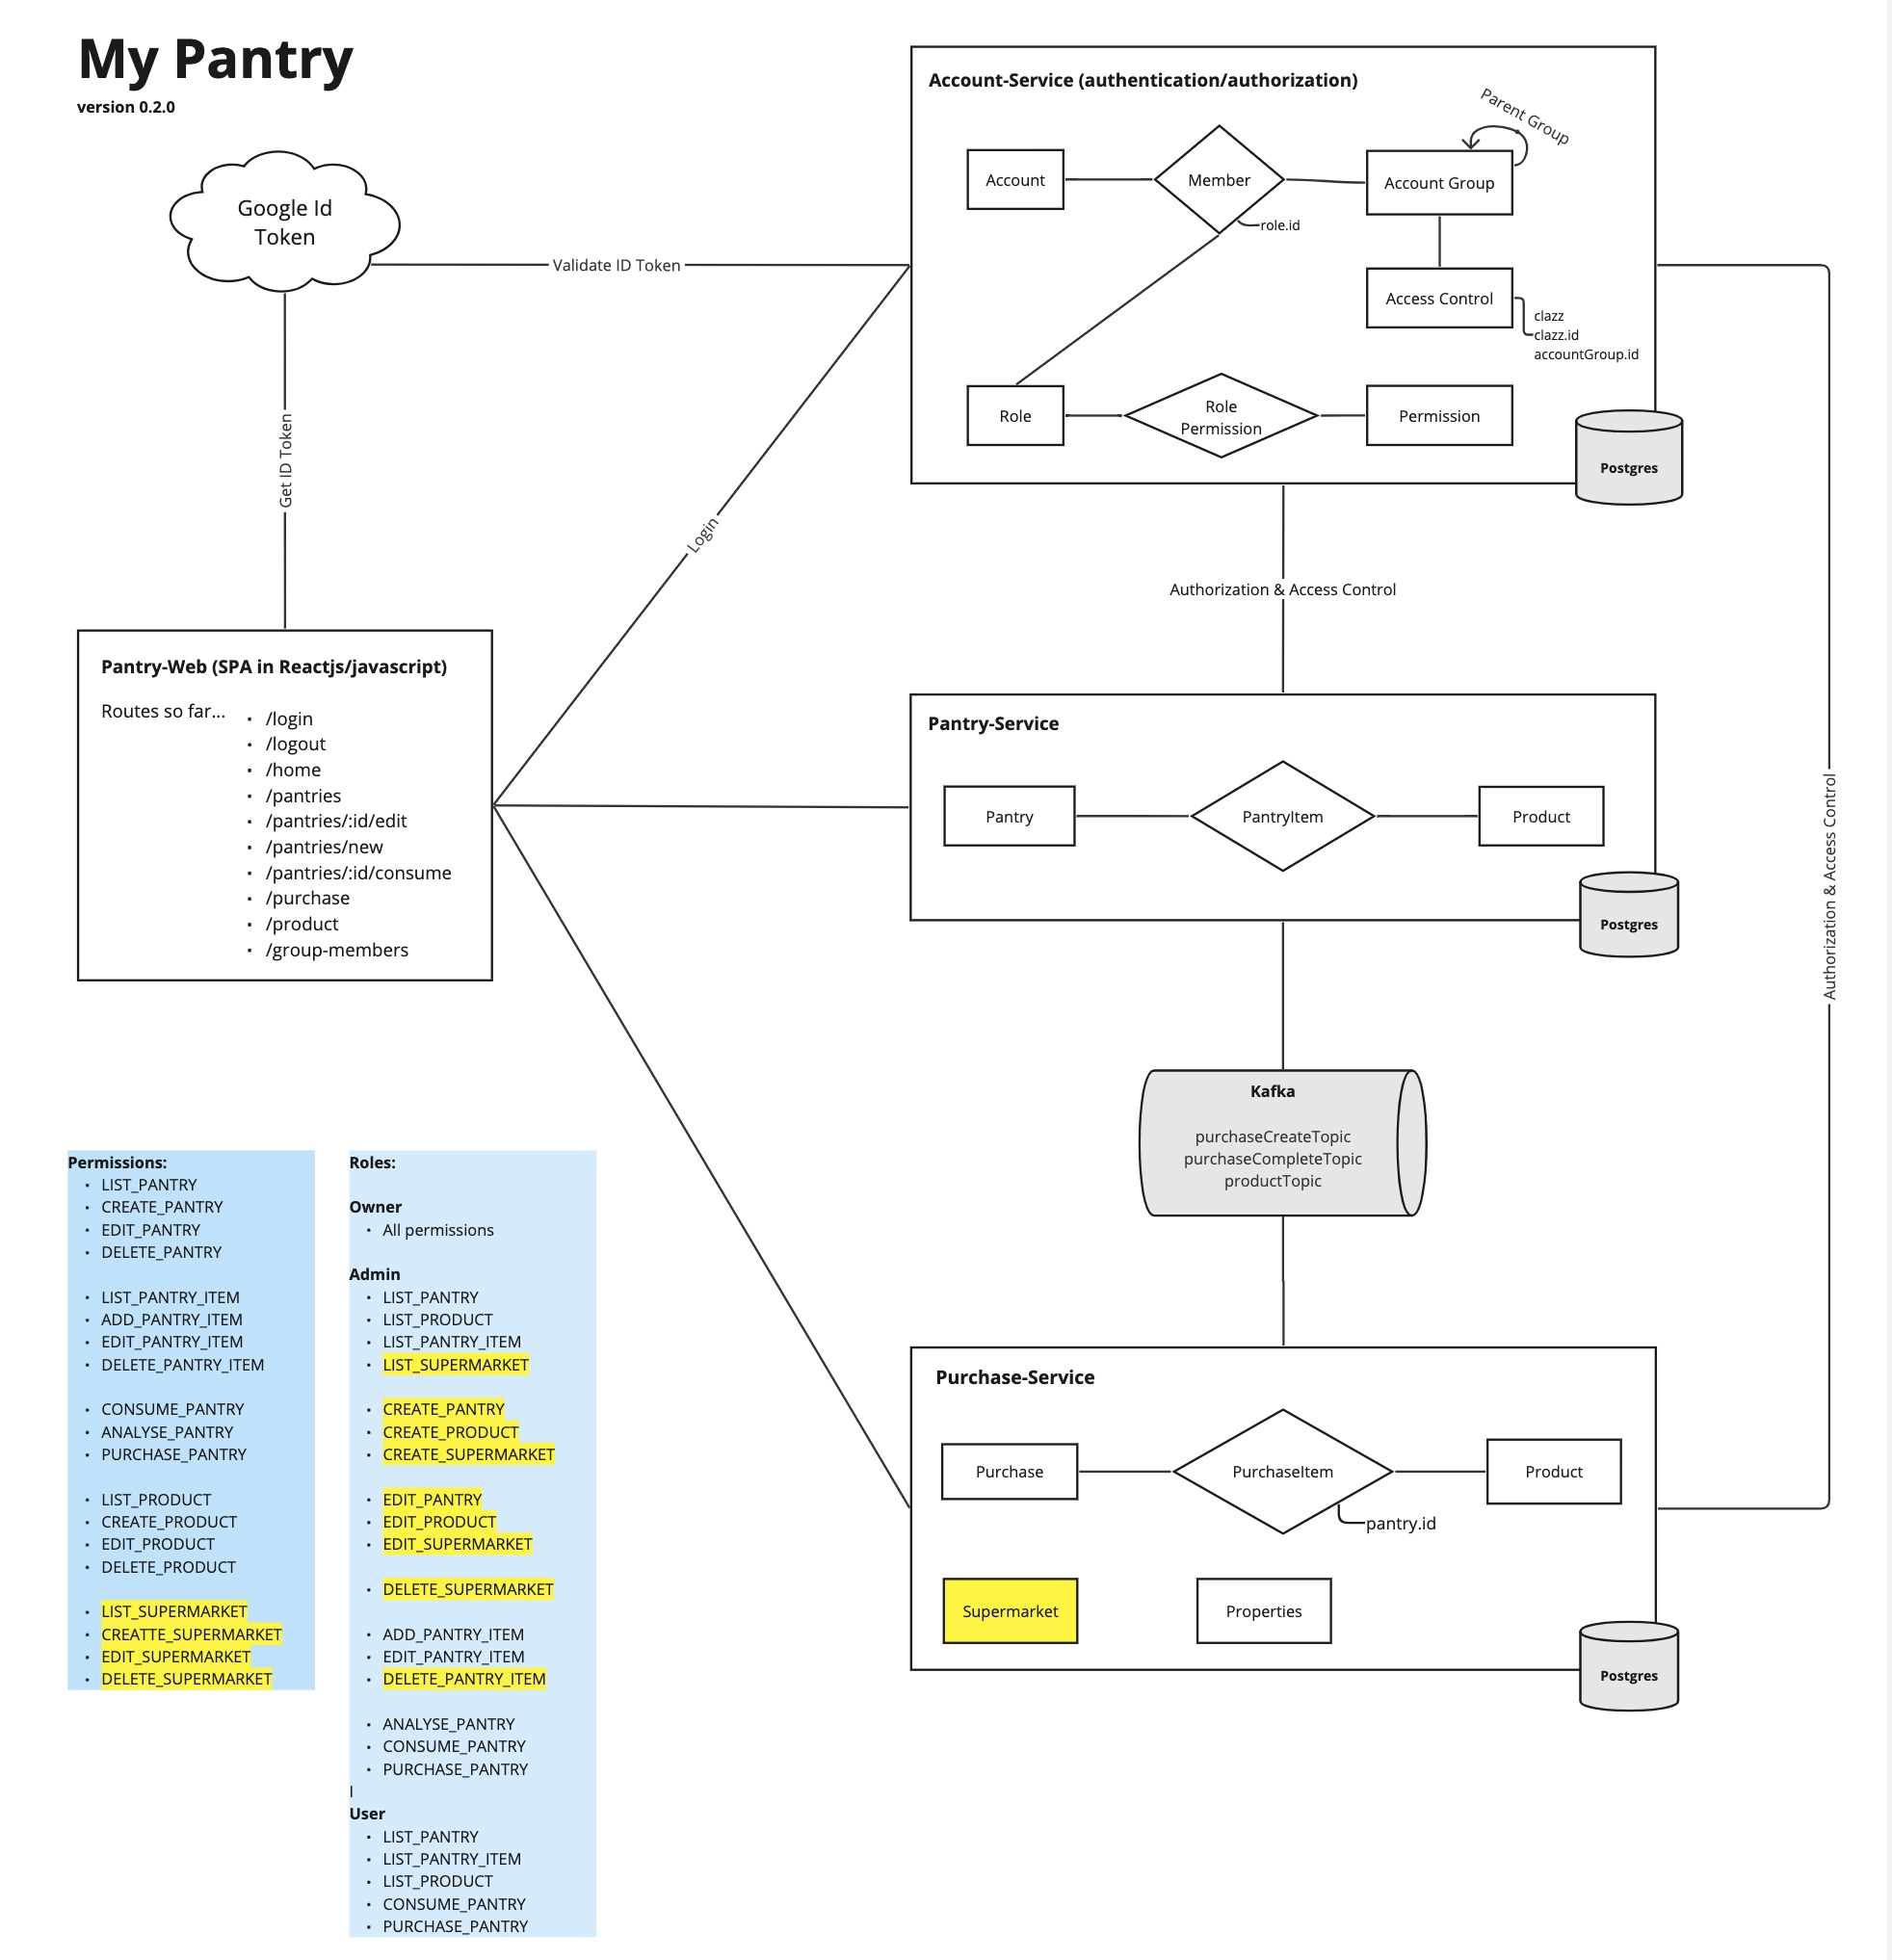 My Pantry
version 0.2.0
Google Id
Token
Validate ID Token
Get ID Token
Login
Pantry-Web (SPA in Reactjs/javascript)
Routes so far...
• /login
• /logout
• /home
• /pantries
• /pantries/:id/edit
• /pantries/new
• /pantries/:id/consume
• /purchase
• /product
• /group-members
Account-Service (authentication/authorization)
Parent Group
Account
Member
Account Group
role.id
Access Control
clazz
clazz.id
accountGroup.id
Role
Role
Permission
Permission
Postgres
Authorization & Access Control
Authorization & Access Control
Pantry-Service
Pantry
PantryItem
Product
Postgres
Kafka
purchaseCreateTopic
purchaseCompleteTopic
productTopic
Purchase-Service
Purchase
PurchaseItem
Product
pantry.id
Supermarket
Properties
Postgres
Permissions:
• LIST_PANTRY
• CREATE_PANTRY
• EDIT_PANTRY
• DELETE_PANTRY
• LIST_PANTRY_ITEM
• ADD_PANTRY_ITEM
• EDIT_PANTRY_ITEM
• DELETE_PANTRY_ITEM
• CONSUME_PANTRY
• ANALYSE_PANTRY
• PURCHASE_PANTRY
• LIST_PRODUCT
• CREATE_PRODUCT
• EDIT_PRODUCT
• DELETE_PRODUCT
• LIST_SUPERMARKET
• CREATTE_SUPERMARKET
• EDIT_SUPERMARKET
• DELETE_SUPERMARKET
Roles:
Owner
• All permissions
Admin
• LIST_PANTRY
• LIST_PRODUCT
• LIST_PANTRY_ITEM
• LIST_SUPERMARKET
• CREATE_PANTRY
• CREATE_PRODUCT
• CREATE_SUPERMARKET
• EDIT_PANTRY
• EDIT_PRODUCT
• EDIT_SUPERMARKET
• DELETE_SUPERMARKET
• ADD_PANTRY_ITEM
• EDIT_PANTRY_ITEM
• DELETE_PANTRY_ITEM
• ANALYSE_PANTRY
• CONSUME_PANTRY
• PURCHASE_PANTRY
l
User
• LIST_PANTRY
• LIST_PANTRY_ITEM
• LIST_PRODUCT
• CONSUME_PANTRY
• PURCHASE_PANTRY